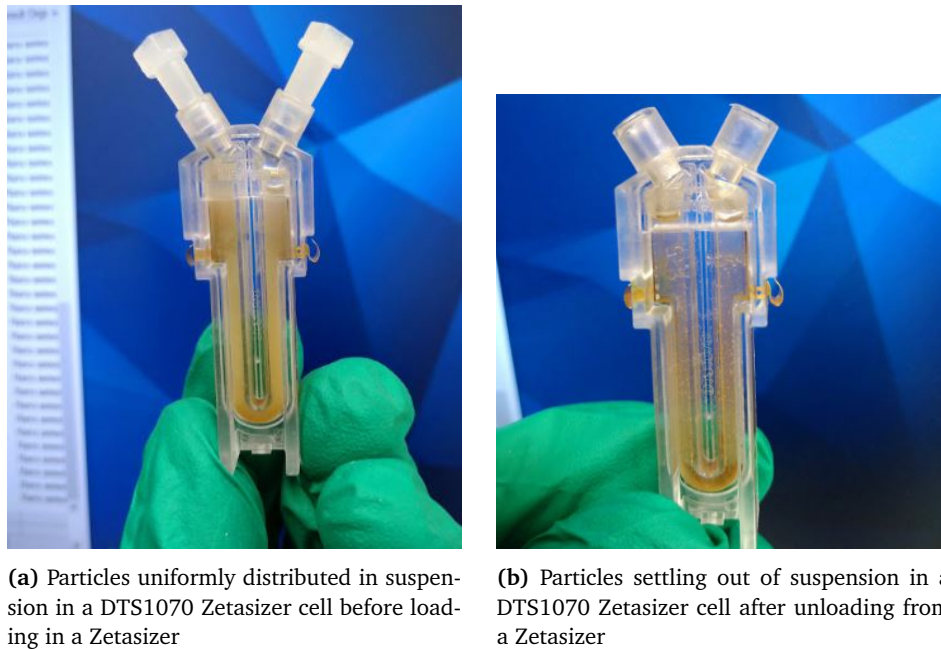 (a) Particles uniformly distributed in suspen-
sion in a DTS1070 Zetasizer cell before load-
ing in a Zetasizer
(b) Particles settling out of suspension in a
DTS1070 Zetasizer cell after unloading from
a Zetasizer